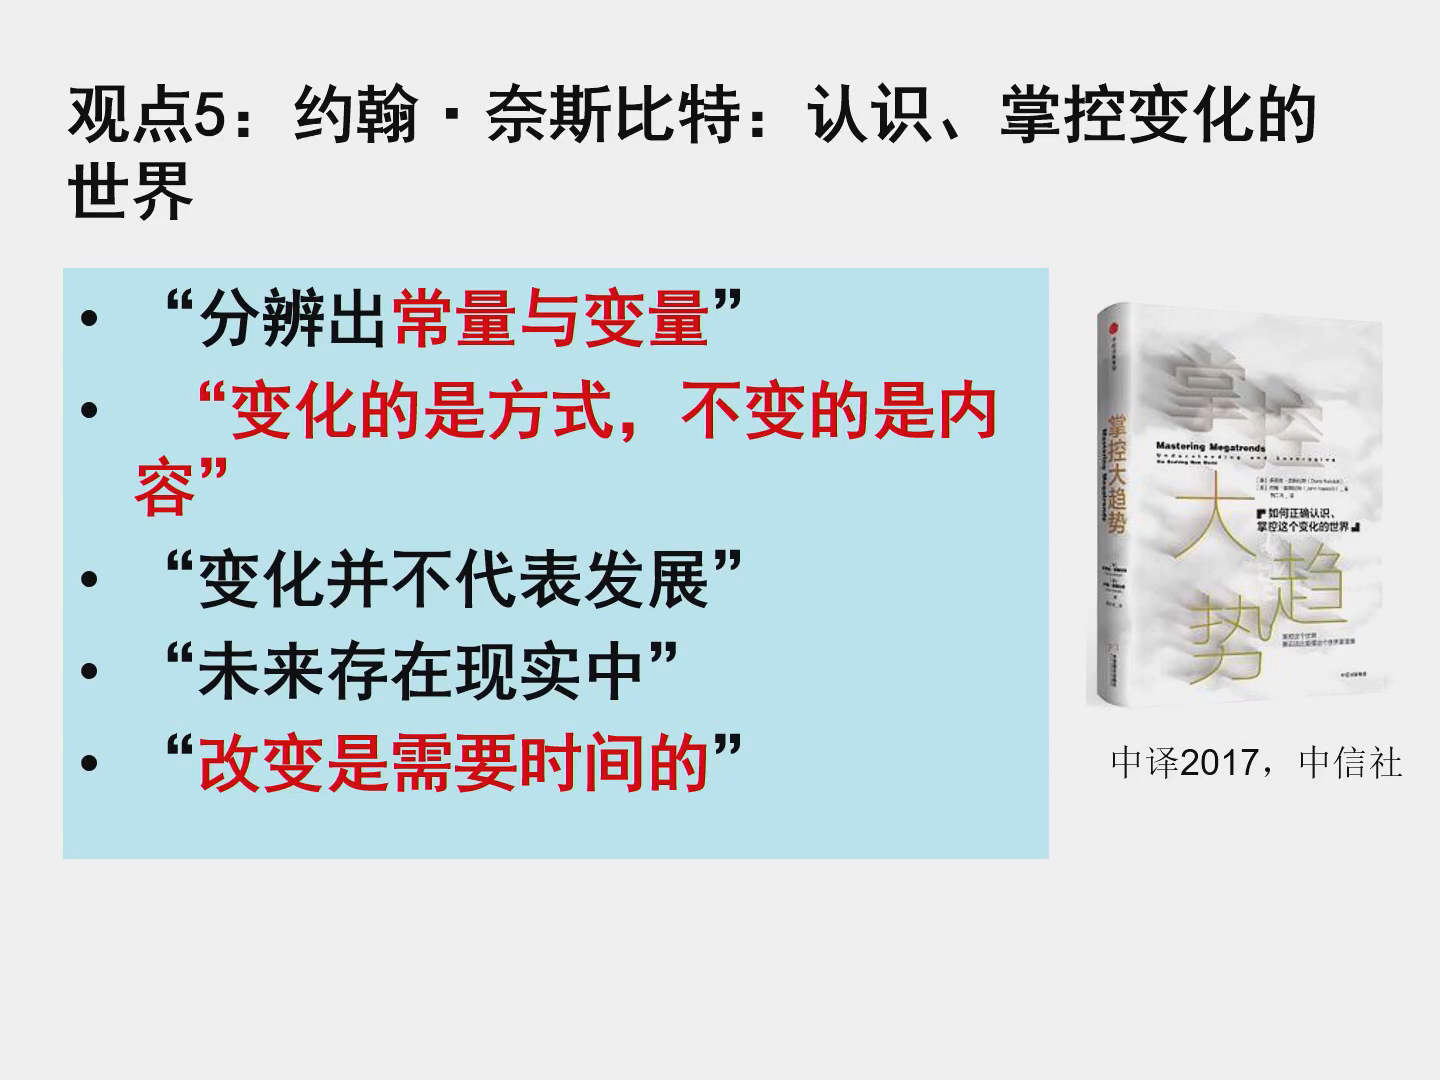 观点5：约翰·奈斯比特：认识、掌控变化的
世界
• “分辨出常量与变量”
• “变化的是方式，不变的是内
容”
• “变化并不代表发展”
• “未来存在现实中”
• “改变是需要时间的”
掌控大趋势
Mastering Megatrends
掌控
Mastering Megatrends
Understanding and Leveraging
the Evolving New World
大
趋
势
『如何正确认识、
掌控这个变化的世界』
中译2017，中信社